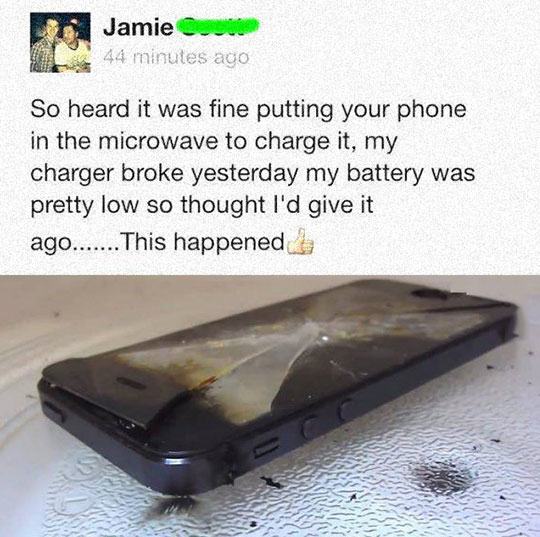 Jamie
44 minutes ago
So heard it was fine putting your phone
in the microwave to charge it, my
charger broke yesterday my battery was
pretty low so thought I'd give it
ago.......This happened